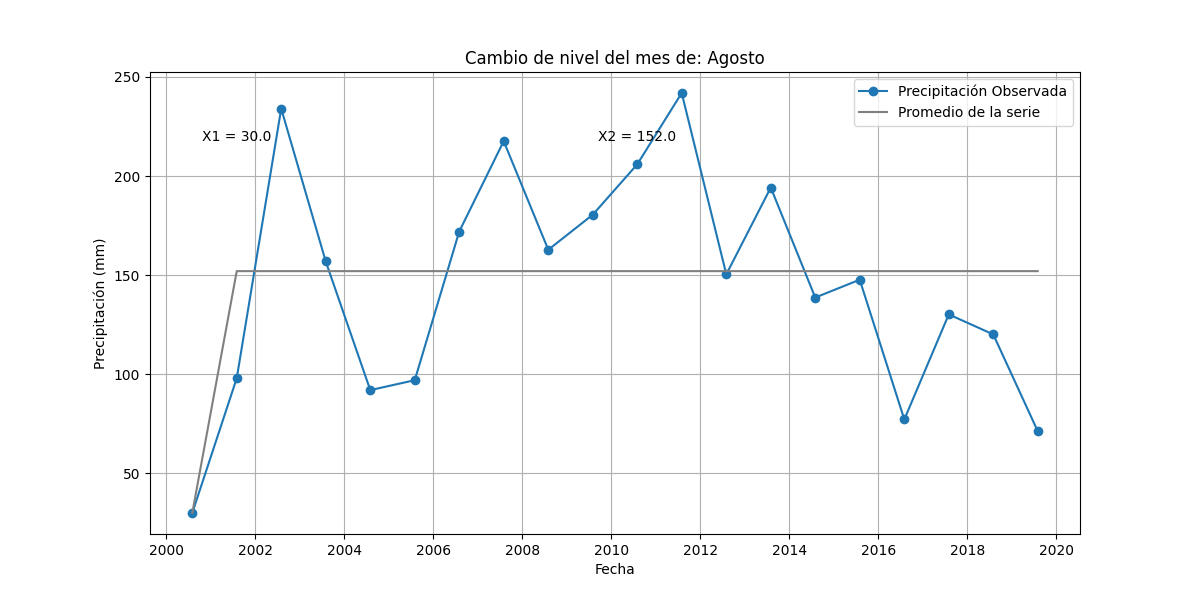 Cambio de nivel del mes de: Agosto
Precipitación Observada
Promedio de la serie
X1 = 30.0
X2 = 152.0
Precipitación (mm)
250
200
150
100
50
2000 2002 2004 2006 2008 2010 2012 2014 2016 2018 2020
Fecha